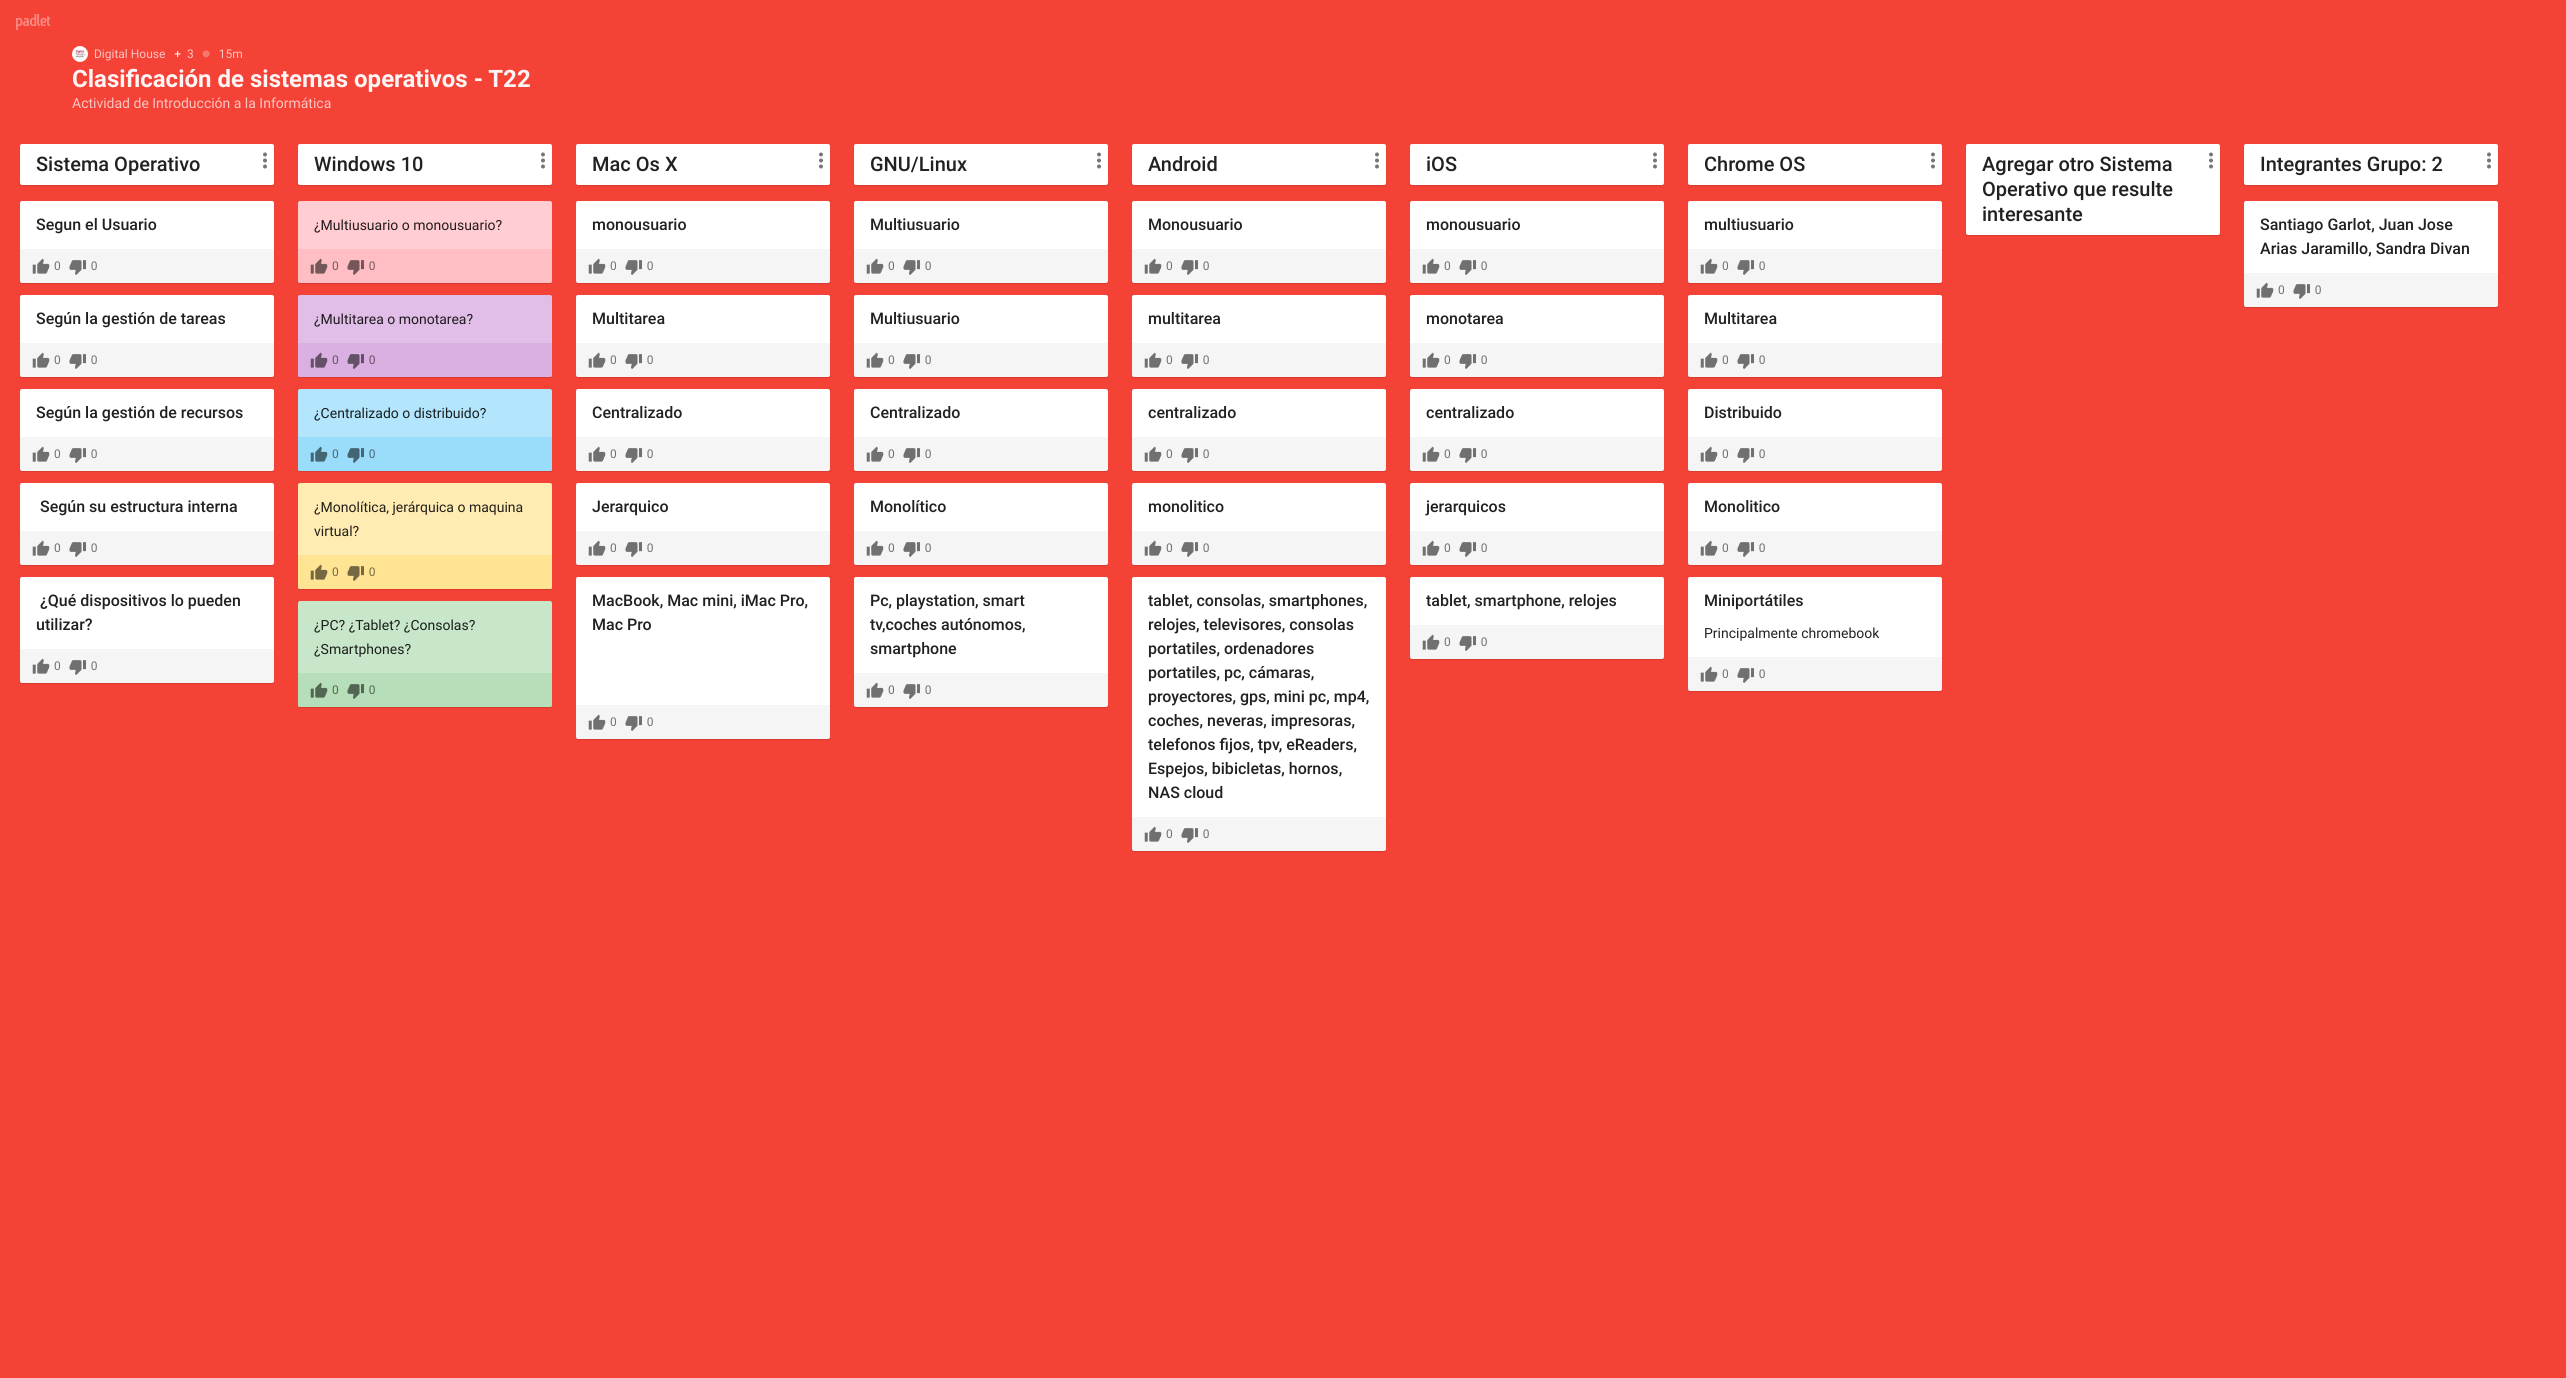 padlet
Digital House + 3 • 15m
Clasificación de sistemas operativos - T22
Actividad de Introducción a la Informática
Sistema Operativo
Segun el Usuario
0 0
Según la gestión de tareas
0 0
Según la gestión de recursos
0 0
Según su estructura interna
0 0
¿Qué dispositivos lo pueden
utilizar?
0 0
Windows 10
¿Multiusuario o monousuario?
0 0
¿Multitarea o monotarea?
0 0
¿Centralizado o distribuido?
0 0
¿Monolítica, jerárquica o maquina
virtual?
0 0
¿PC? ¿Tablet? ¿Consolas?
¿Smartphones?
0 0
Mac Os X
monousuario
0 0
Multitarea
0 0
Centralizado
0 0
Jerarquico
0 0
MacBook, Mac mini, iMac Pro,
Mac Pro
0 0
GNU/Linux
Multiusuario
0 0
Multiusuario
0 0
Centralizado
0 0
Monolítico
0 0
Pc, playstation, smart
tv,coches autónomos,
smartphone
0 0
Android
Monousuario
0 0
multitarea
0 0
centralizado
0 0
monolitico
0 0
tablet, consolas, smartphones,
relojes, televisores, consolas
portatiles, ordenadores
portatiles, pc, cámaras,
proyectores, gps, mini pc, mp4,
coches, neveras, impresoras,
telefonos fijos, tpv, eReaders,
Espejos, bibicletas, hornos,
NAS cloud
0 0
iOS
monousuario
0 0
monotarea
0 0
centralizado
0 0
jerarquicos
0 0
tablet, smartphone, relojes
0 0
Chrome OS
multiusuario
0 0
Multitarea
0 0
Distribuido
0 0
Monolitico
0 0
Miniportátiles
Principalmente chromebook
0 0
Agregar otro Sistema
Operativo que resulte
interesante
Integrantes Grupo: 2
Santiago Garlot, Juan Jose
Arias Jaramillo, Sandra Divan
0 0